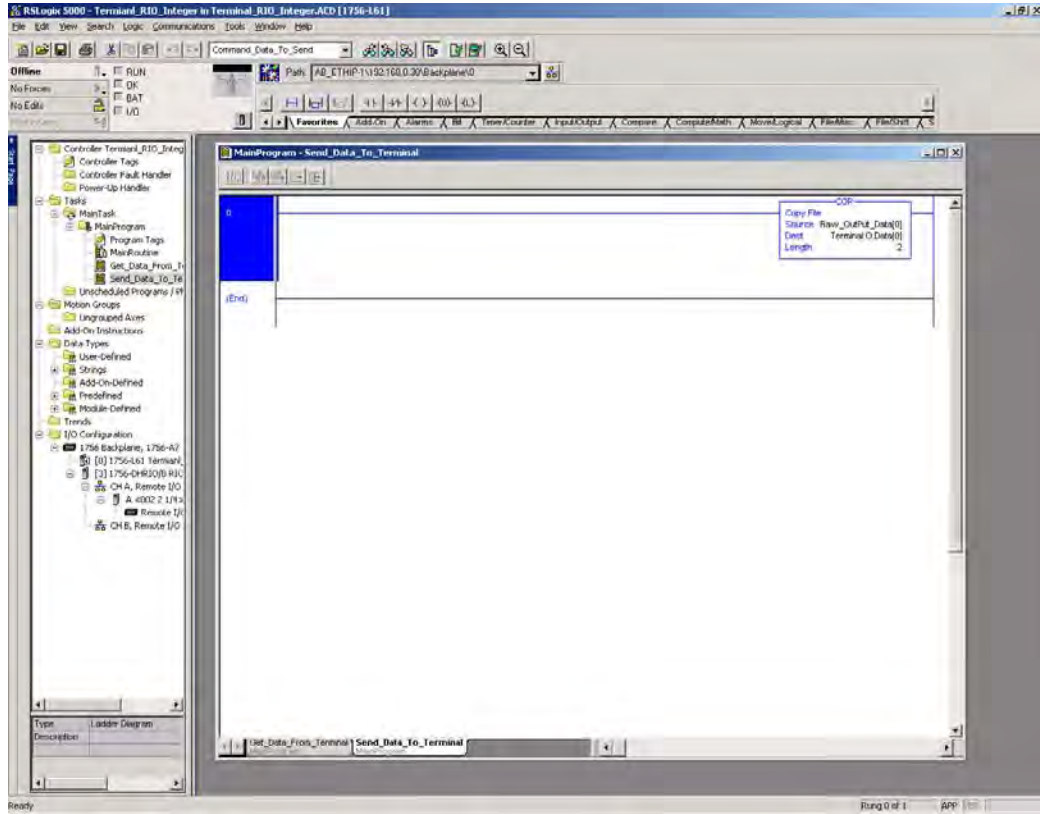 RSLogix 5000 - Termianl_RIO_Integer in Terminal_RIO_Integer.ACD [1756-L61]
File Edit View Search Logic Communications Tools Window Help
Command_Data_To_Send
Offline
RUN
No Forces
OK
No Edits
BAT
I/O
Path: AB_ETHIP-1\192.168.0.30\Backplane\0
Favorites Add-On Alarms Bit Timer/Counter Input/Output Compare Compute/Math Move/Logical File/Misc. File/Shift S
Start Page
Controller Termianl_RIO_Integ
Controller Tags
Controller Fault Handler
Power-Up Handler
Tasks
MainTask
MainProgram
Program Tags
MainRoutine
Get_Data_From_T
Send_Data_To_Te
Unscheduled Programs /
Motion Groups
Ungrouped Axes
Add-On Instructions
Data Types
User-Defined
Strings
Add-On-Defined
Predefined
Module-Defined
Trends
I/O Configuration
1756 Backplane, 1756-A7
[0] 1756-L61 Termianl_
[3] 1756-DHRIO/B RIO
CH A, Remote I/O
A
Remote I/O
CH B, Remote I/O
MainProgram - Send_Data_To_Terminal
0
COP
Copy File
Source Raw_OutPut_Data[0]
Dest Terminal:O.Data[0]
Length 2
(End)
Type Ladder Diagram
Description
Get_Data_From_Terminal Send_Data_To_Terminal
Ready
Rung 0 of 1 APP